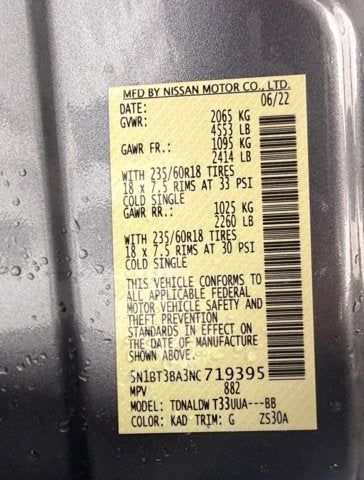 MFD BY NISSAN MOTOR CO., LTD.
DATE: 06/22
GVWR: 2065 KG
4553 LB
GAWR FR.: 1095 KG
2414 LB
WITH 235/60R18 TIRES
18 x 7.5 RIMS AT 33 PSI
COLD SINGLE
GAWR RR.: 1025 KG
2260 LB
WITH 235/60R18 TIRES
18 x 7.5 RIMS AT 30 PSI
COLD SINGLE
THIS VEHICLE CONFORMS TO
ALL APPLICABLE FEDERAL
MOTOR VEHICLE SAFETY AND
THEFT PREVENTION
STANDARDS IN EFFECT ON
THE DATE OF MANUFACTURE
SHOWN ABOVE.
5N1BT3BA3NC719395
MPV 882
MODEL: TDNALDW T33UUA---BB
COLOR: KAD TRIM: G ZS30A